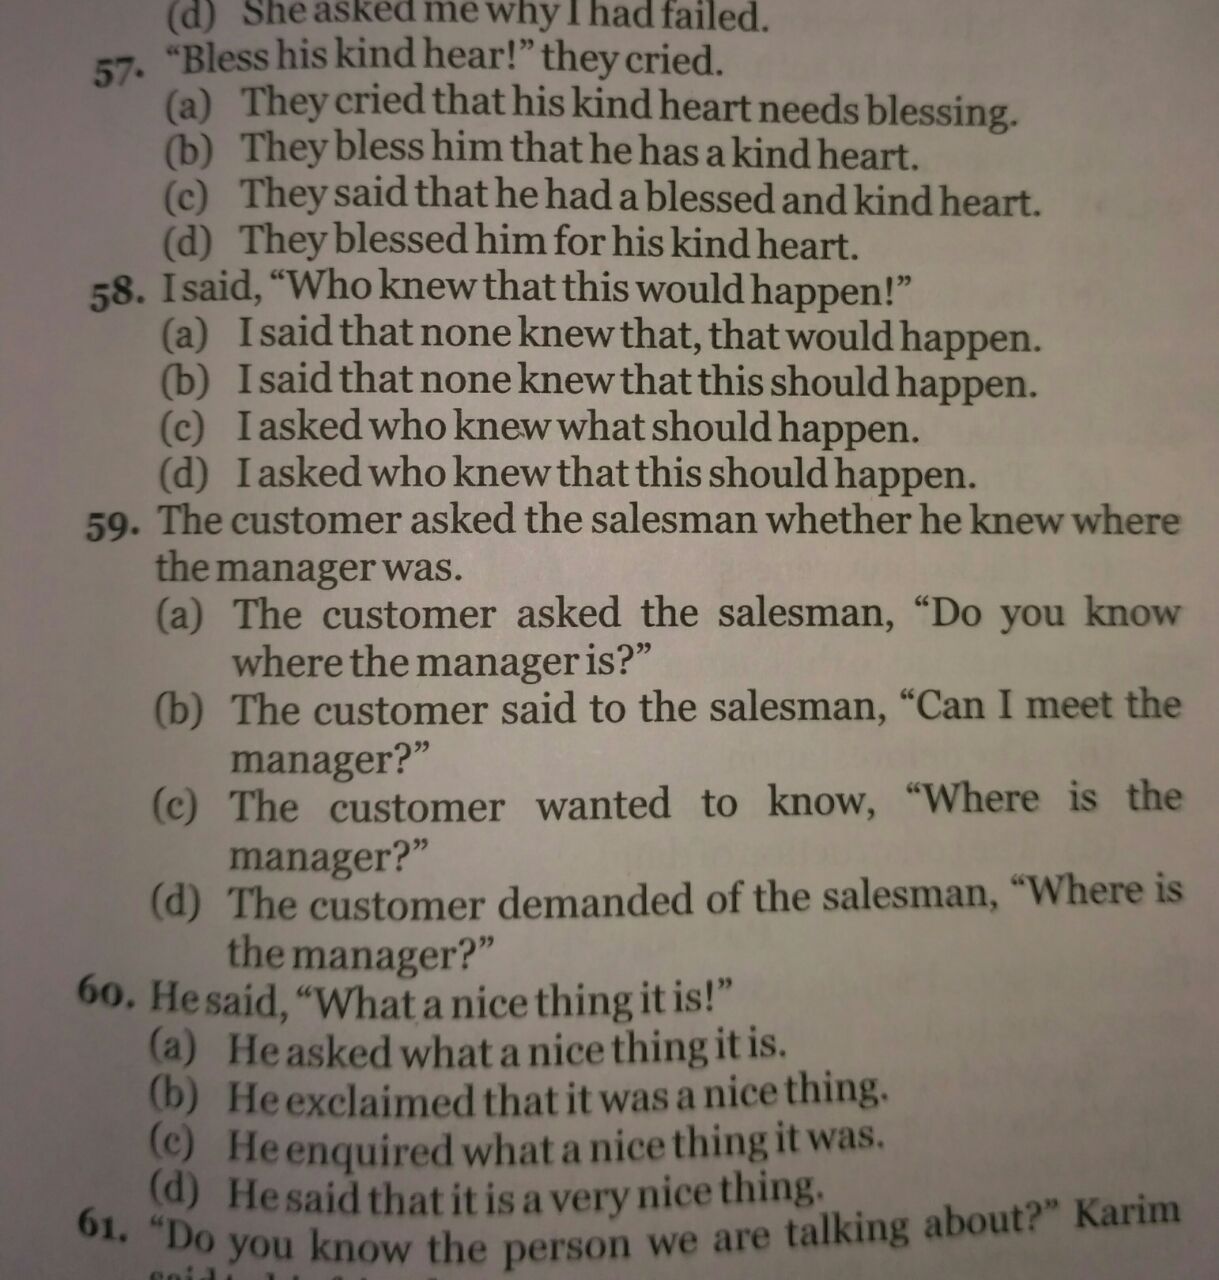 (d) She asked me why I had failed.
57. “Bless his kind hear!” they cried.
(a) They cried that his kind heart needs blessing.
(b) They bless him that he has a kind heart.
(c) They said that he had a blessed and kind heart.
(d) They blessed him for his kind heart.
58. I said, “Who knew that this would happen!”
(a) I said that none knew that, that would happen.
(b) I said that none knew that this should happen.
(c) I asked who knew what should happen.
(d) I asked who knew that this should happen.
59. The customer asked the salesman whether he knew where
the manager was.
(a) The customer asked the salesman, “Do you know
where the manager is?”
(b) The customer said to the salesman, “Can I meet the
manager?”
(c) The customer wanted to know, “Where is the
manager?”
(d) The customer demanded of the salesman, “Where is
the manager?”
60. He said, “What a nice thing it is!”
(a) He asked what a nice thing it is.
(b) He exclaimed that it was a nice thing.
(c) He enquired what a nice thing it was.
(d) He said that it is a very nice thing.
61. “Do you know the person we are talking about?” Karim